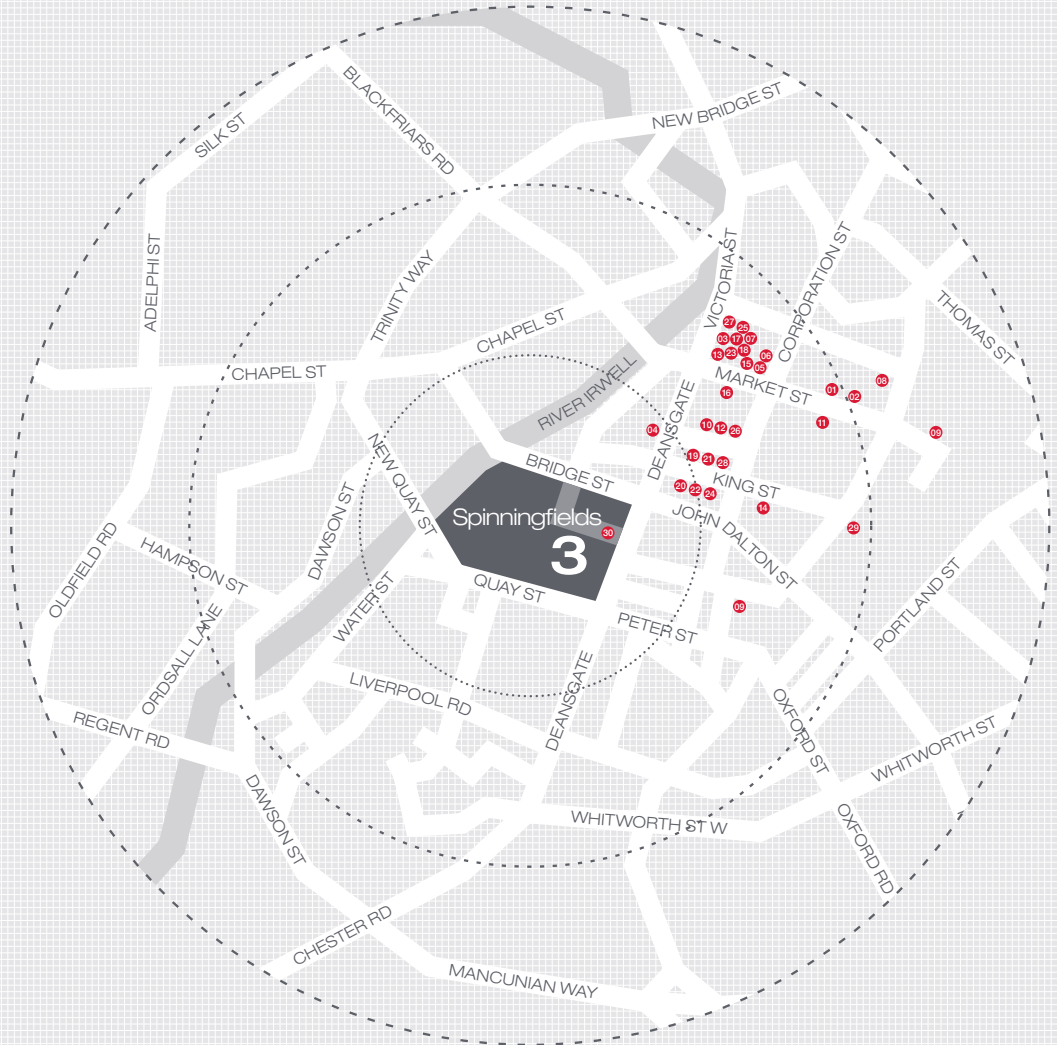 BLACKFRIARS RD
SILK ST
NEW BRIDGE ST
ADELPHI ST
TRINITY WAY
VICTORIA ST
CORPORATION ST
THOMAS ST
CHAPEL ST
CHAPEL ST
RIVER IRWELL
27
25
03
17
07
13
23
18
06
15
05
MARKET ST
16
01
02
08
11
09
04
10
12
26
DEANSGATE
19
21
28
KING ST
20
22
24
14
29
NEW QUAY ST
BRIDGE ST
DAWSON ST
JOHN DALTON ST
Spinningfields
30
3
OLDFIELD RD
HAMPSON ST
ORDSALL LANE
WATER ST
QUAY ST
PETER ST
09
PORTLAND ST
LIVERPOOL RD
DEANSGATE
OXFORD ST
REGENT RD
WHITWORTH ST
DAWSON ST
WHITWORTH ST W
OXFORD RD
CHESTER RD
MANCUNIAN WAY